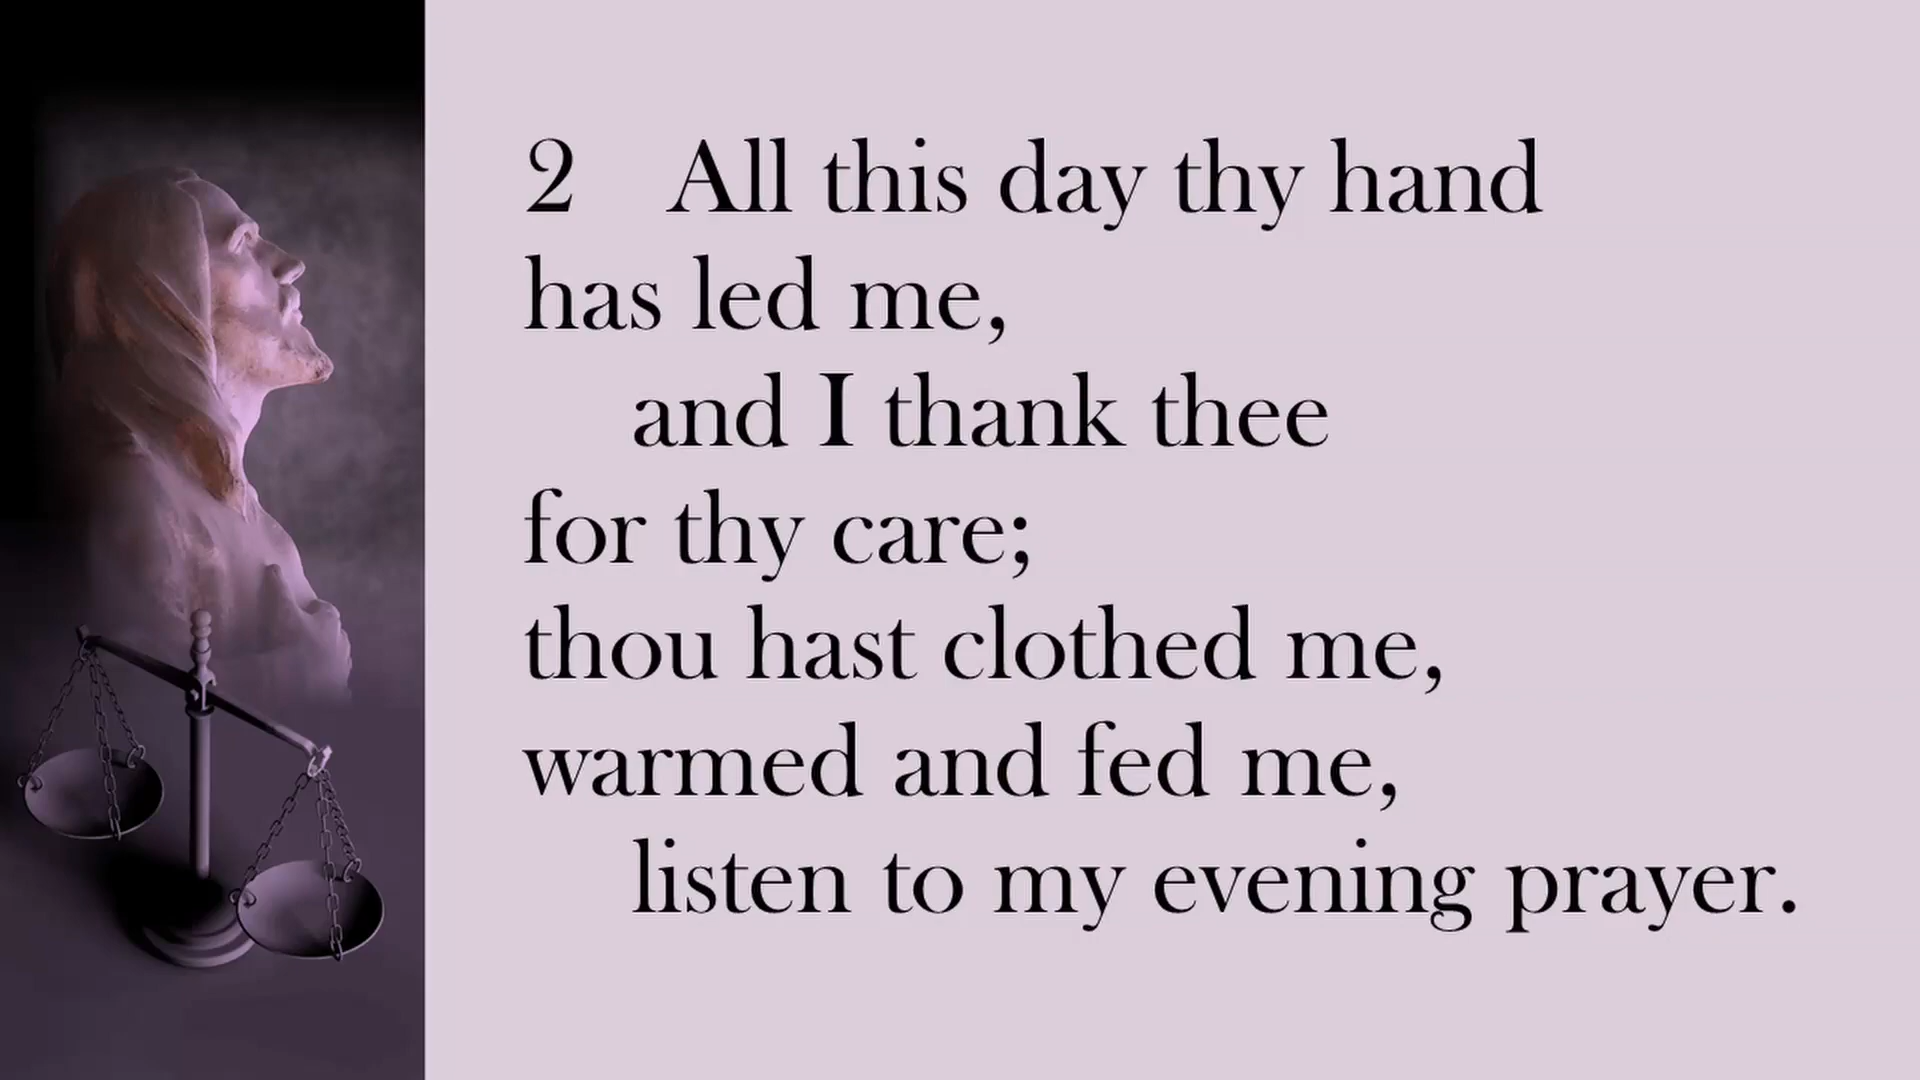 2 All this day thy hand
has led me,
and I thank thee
for thy care;
thou hast clothed me,
warmed and fed me,
listen to my evening prayer.